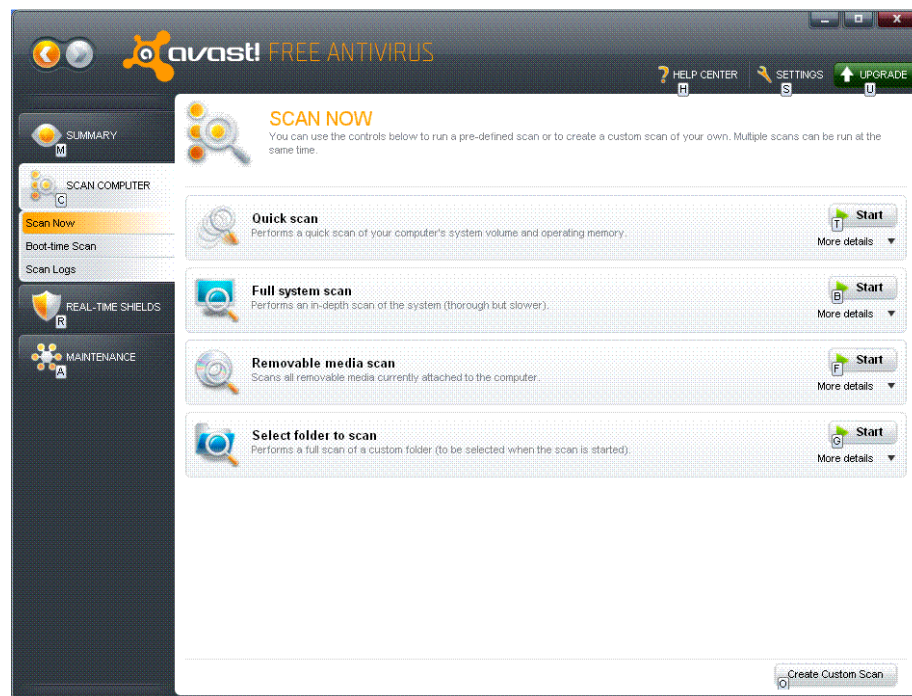 avast! FREE ANTIVIRUS
HELP CENTER
H
SETTINGS
S
UPGRADE
U
SUMMARY
M
SCAN COMPUTER
C
Scan Now
Boot-time Scan
Scan Logs
REAL-TIME SHIELDS
R
MAINTENANCE
A
SCAN NOW
You can use the controls below to run a pre-defined scan or to create a custom scan of your own. Multiple scans can be run at the
same time.
Quick scan
Performs a quick scan of your computer's system volume and operating memory.
Start
T
More details
Full system scan
Performs an in-depth scan of the system (thorough but slower).
Start
B
More details
Removable media scan
Scans all removable media currently attached to the computer.
Start
F
More details
Select folder to scan
Performs a full scan of a custom folder (to be selected when the scan is started).
Start
G
More details
Create Custom Scan
O